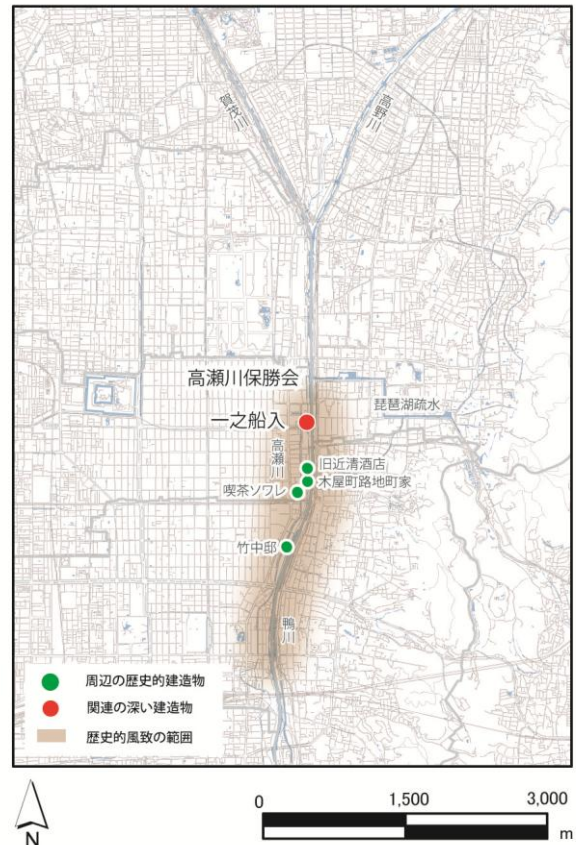 賀茂川
高野川
高瀬川保勝会
琵琶湖疏水
一之船入
高瀬川
旧近清酒店
木屋町路地町家
喫茶ソワレ
竹中邸
鴨川
周辺の歴史的建造物
関連の深い建造物
歴史的風致の範囲
N
0 1,500 3,000
m